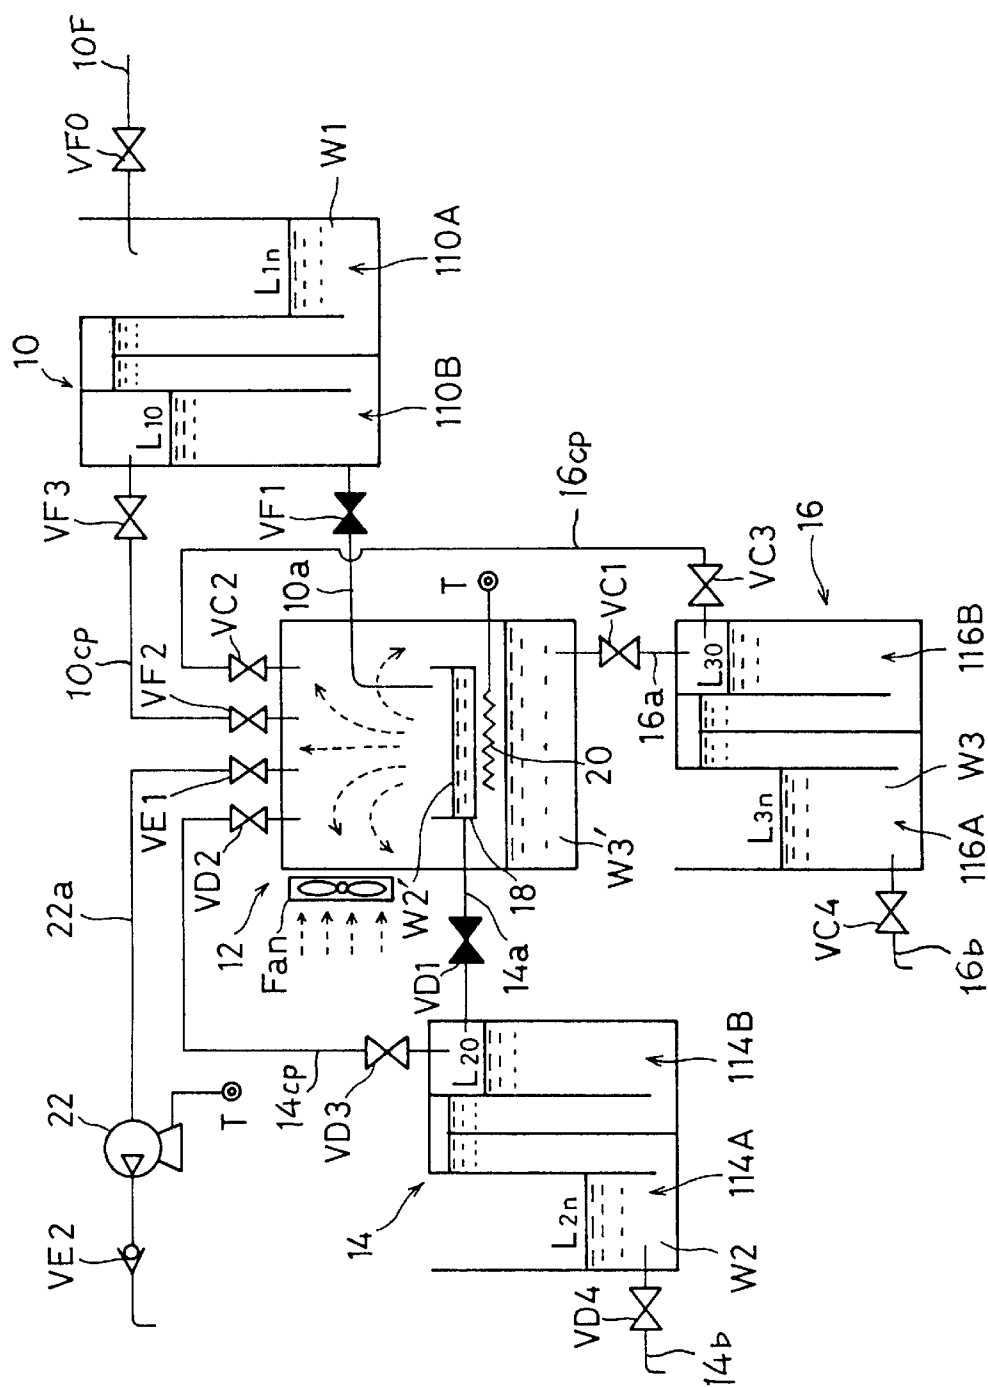 10F
VF0
W1
110A
L1n
10
110B
L10
VF3
VF1
16cp
10cp
VC2
10a
T
VC1
VC3
16
VF2
VE1
VD2
22a
12
Fan
W2'
18
20
W3'
16a
L30
116B
W3
116A
L3n
VC4
16b
14a
VD1
14cp
VD3
L20
114B
22
T
14
114A
L2n
W2
VE2
VD4
14b